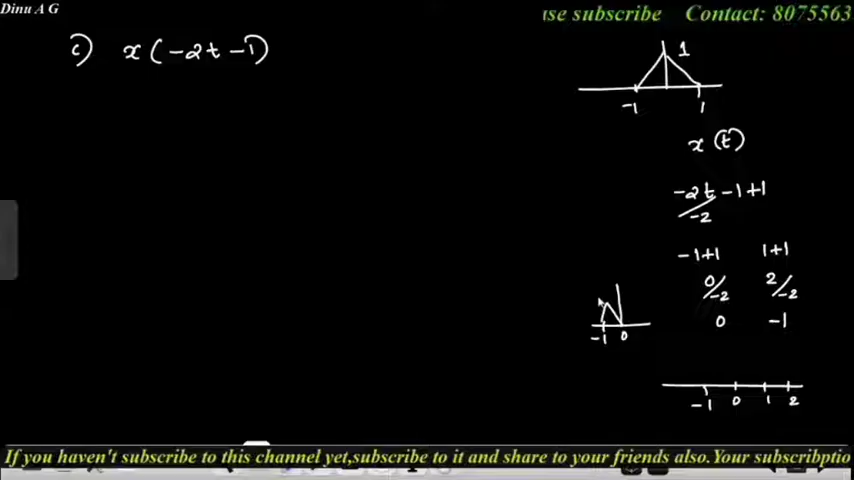 Dinu A G
use subscribe Contact: 8075563
c) x(-2t-1)
1
-1 1
x(t)
-2t-1+1
/-2
-1+1 1+1
0/-2 2/-2
0 -1
-1 0
-1 0 1 2
If you haven't subscribe to this channel yet,subscribe to it and share to your friends also.Your subscribptio